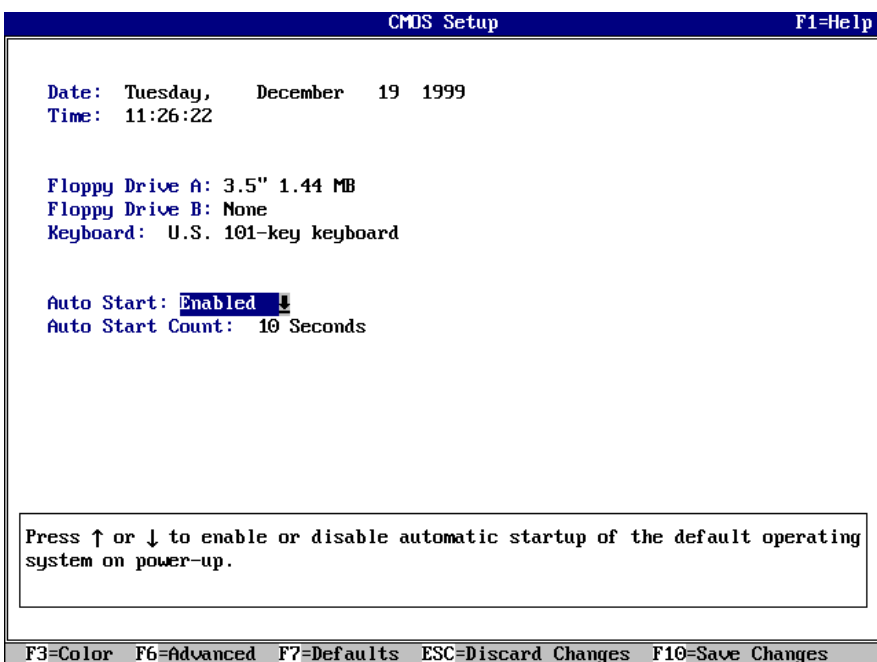 CMOS Setup F1=Help
Date: Tuesday, December 19 1999
Time: 11:26:22
Floppy Drive A: 3.5" 1.44 MB
Floppy Drive B: None
Keyboard: U.S. 101-key keyboard
Auto Start: Enabled ↓
Auto Start Count: 10 Seconds
Press ↑ or ↓ to enable or disable automatic startup of the default operating
system on power-up.
F3=Color F6=Advanced F7=Defaults ESC=Discard Changes F10=Save Changes